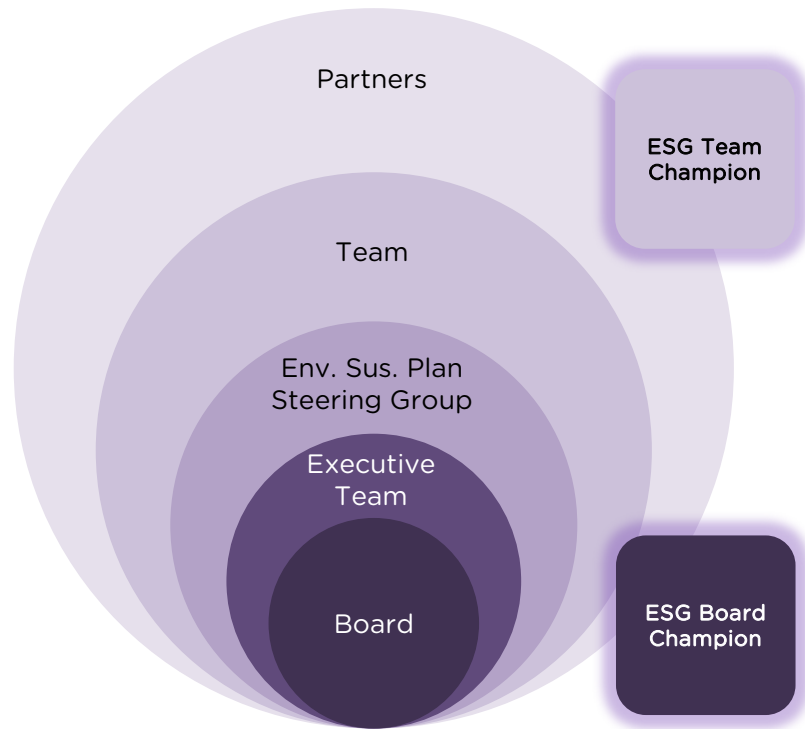 Partners
ESG Team
Champion
Team
Env. Sus. Plan
Steering Group
Executive
Team
Board
ESG Board
Champion